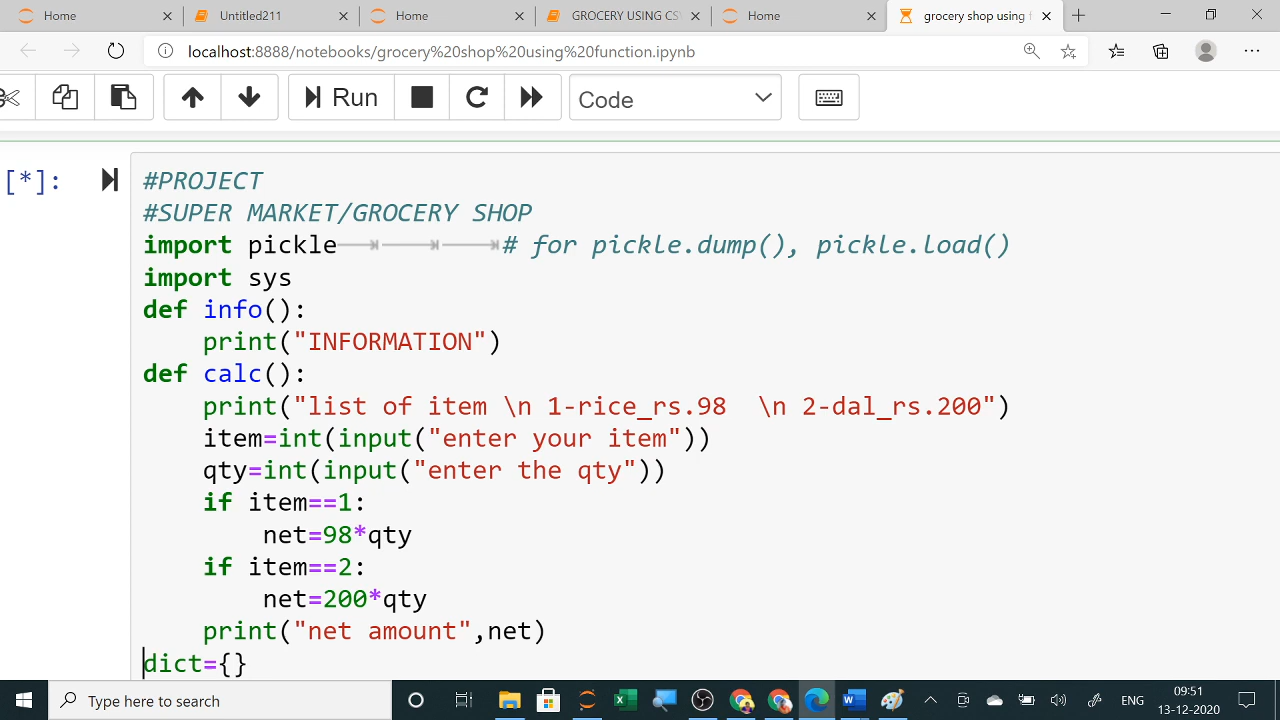 Home
Untitled211
Home
GROCERY USING CS
Home
grocery shop using f
localhost:8888/notebooks/grocery%20shop%20using%20function.ipynb
Run
Code
[*]:
#PROJECT
#SUPER MARKET/GROCERY SHOP
import pickle # for pickle.dump(), pickle.load()
import sys
def info():
    print("INFORMATION")
def calc():
    print("list of item \n 1-rice_rs.98  \n 2-dal_rs.200")
    item=int(input("enter your item"))
    qty=int(input("enter the qty"))
    if item==1:
        net=98*qty
    if item==2:
        net=200*qty
    print("net amount",net)
dict={}
Type here to search
ENG
09:51
13-12-2020